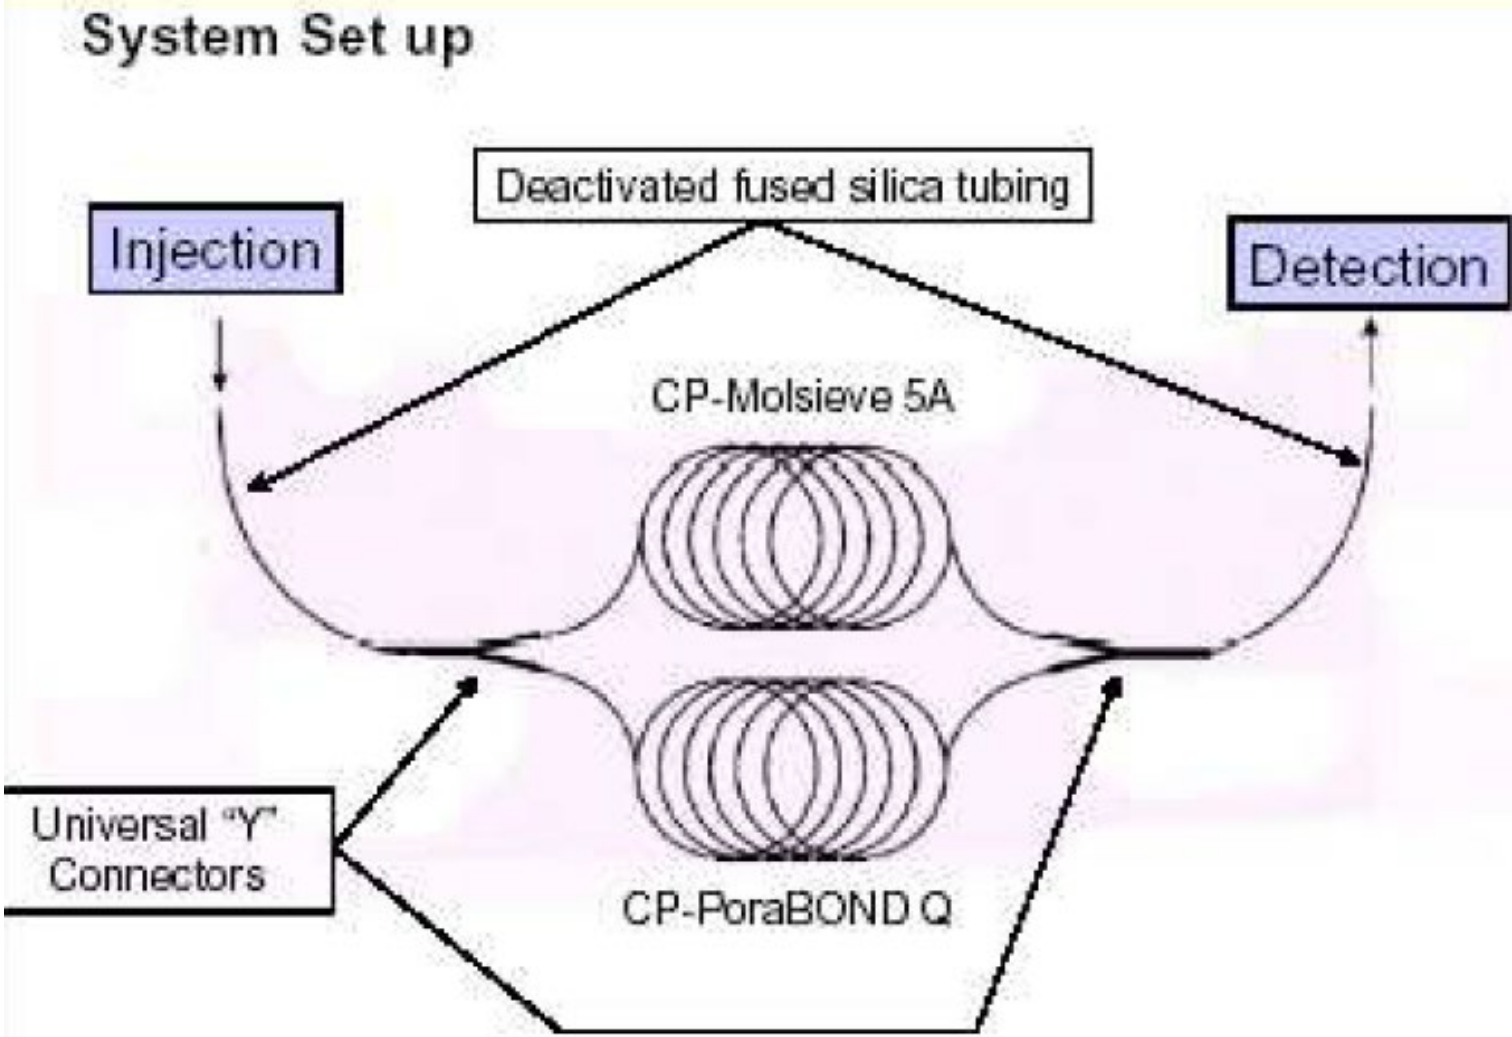 System Set up
Deactivated fused silica tubing
Injection
Detection
CP-Molsieve 5A
Universal "Y"
Connectors
CP-PoraBOND Q